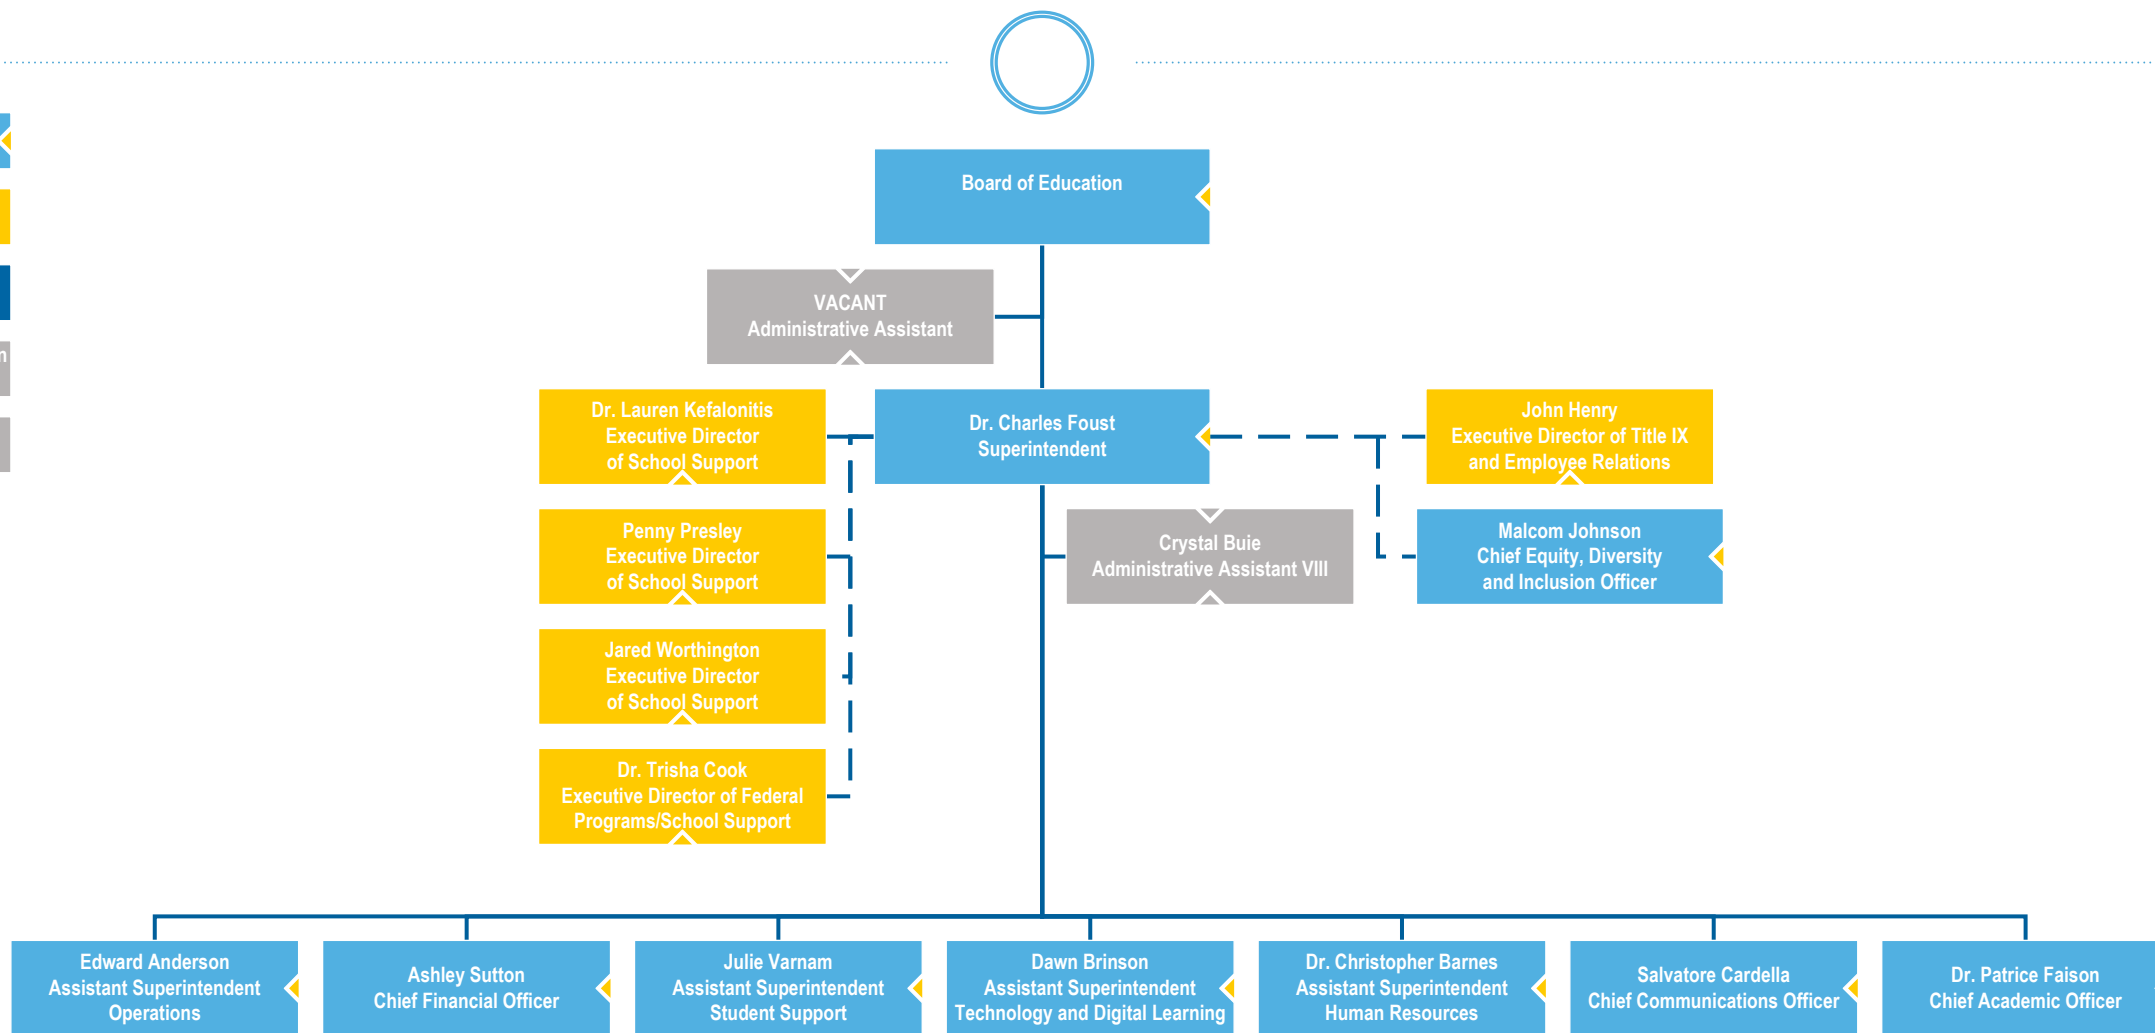 Board of Education
VACANT
Administrative Assistant
Dr. Lauren Kefalonitis
Executive Director
of School Support
Dr. Charles Foust
Superintendent
John Henry
Executive Director of Title IX
and Employee Relations
Penny Presley
Executive Director
of School Support
Crystal Buie
Administrative Assistant VIII
Malcom Johnson
Chief Equity, Diversity
and Inclusion Officer
Jared Worthington
Executive Director
of School Support
Dr. Trisha Cook
Executive Director of Federal
Programs/School Support
Edward Anderson
Assistant Superintendent
Operations
Ashley Sutton
Chief Financial Officer
Julie Varnam
Assistant Superintendent
Student Support
Dawn Brinson
Assistant Superintendent
Technology and Digital Learning
Dr. Christopher Barnes
Assistant Superintendent
Human Resources
Salvatore Cardella
Chief Communications Officer
Dr. Patrice Faison
Chief Academic Officer